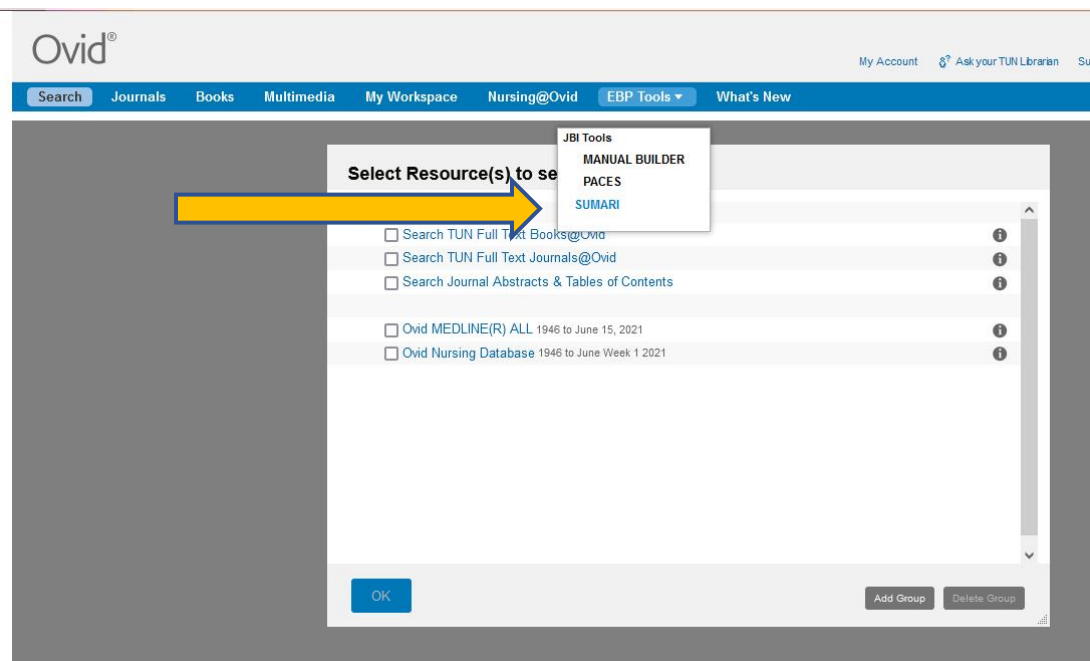 Ovid®
My Account Ask your TUN Librarian Su
Search Journals Books Multimedia My Workspace Nursing@Ovid EBP Tools What's New
JBI Tools
MANUAL BUILDER
PACES
SUMARI
Select Resource(s) to se
Search TUN Full Text Books@Ovid
Search TUN Full Text Journals@Ovid
Search Journal Abstracts & Tables of Contents
Ovid MEDLINE(R) ALL 1946 to June 15, 2021
Ovid Nursing Database 1946 to June Week 1 2021
OK
Add Group Delete Group